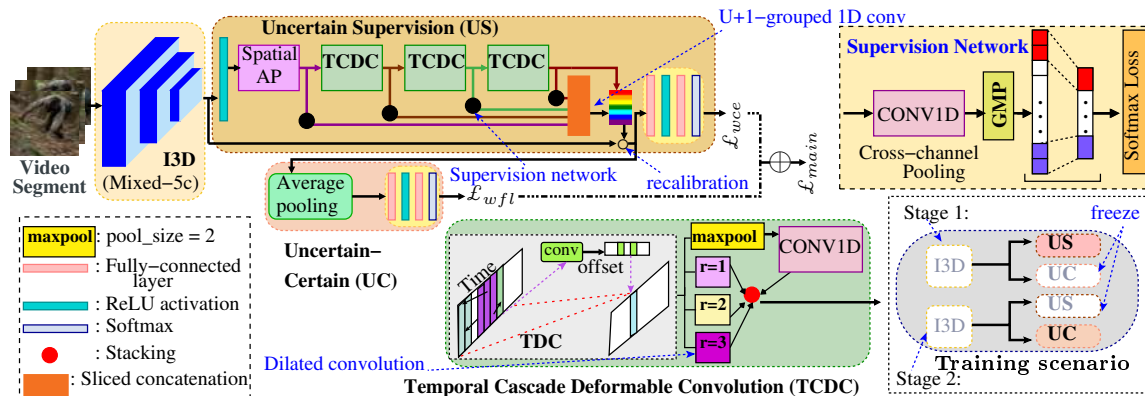 Uncertain Supervision (US)
U+1-grouped 1D conv
Spatial
AP
TCDC
TCDC
TCDC
I3D
(Mixed-5c)
Video
Segment
Supervision network
recalibration
£wce
£wfl
£main
Average
pooling
Uncertain-
Certain (UC)
Supervision Network
CONV1D
GMP
Softmax Loss
Cross-channel
Pooling
maxpool : pool_size = 2
: Fully-connected
layer
: ReLU activation
: Softmax
: Stacking
: Sliced concatenation
Time
conv
offset
TDC
maxpool
CONV1D
r=1
r=2
r=3
Dilated convolution
Temporal Cascade Deformable Convolution (TCDC)
Stage 1:
freeze
I3D
US
UC
I3D
US
UC
Training scenario
Stage 2: